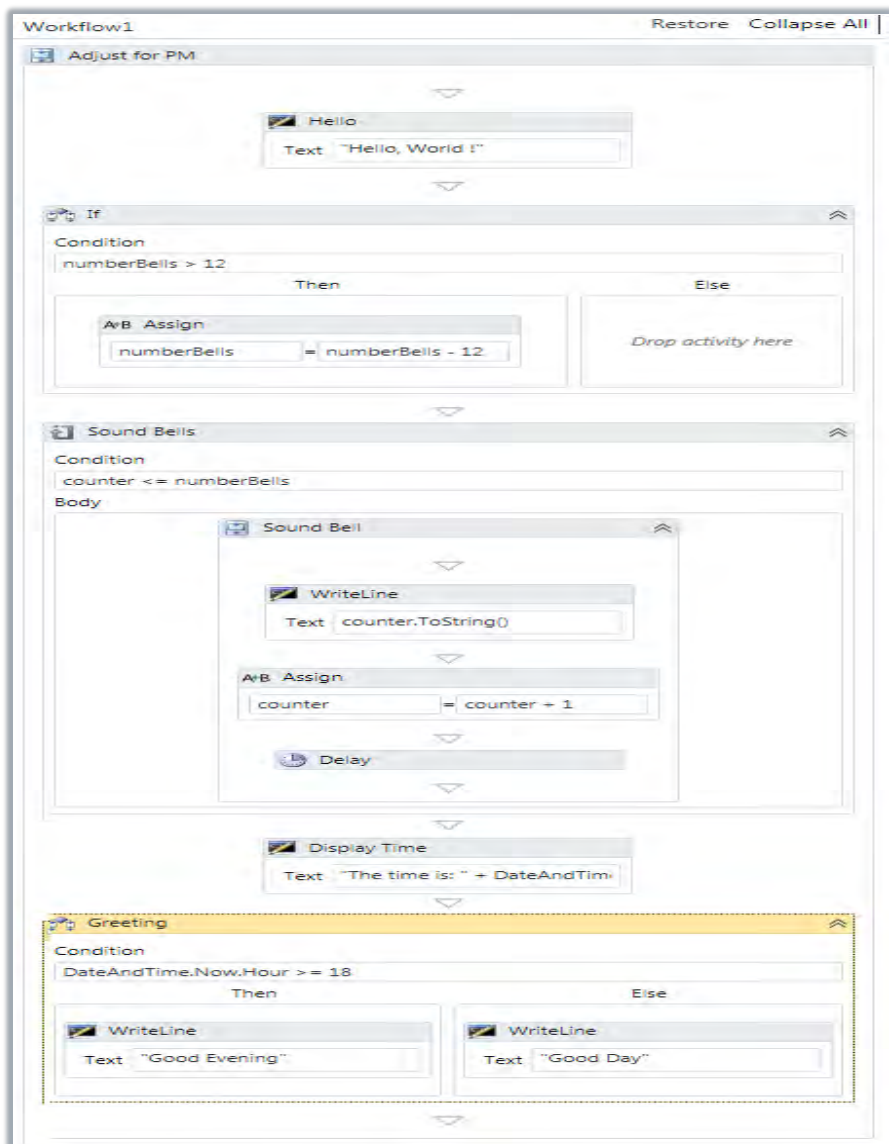 Workflow1 Restore Collapse All
Adjust for PM
Hello
Text "Hello, World !"
If
Condition
numberBells > 12
Then Else
A+B Assign
numberBells = numberBells - 12
Drop activity here
Sound Bells
Condition
counter <= numberBells
Body
Sound Bell
WriteLine
Text counter.ToString()
A+B Assign
counter = counter + 1
Delay
Display Time
Text "The time is: " + DateAndTim
Greeting
Condition
DateAndTime.Now.Hour >= 18
Then Else
WriteLine WriteLine
Text "Good Evening" Text "Good Day"